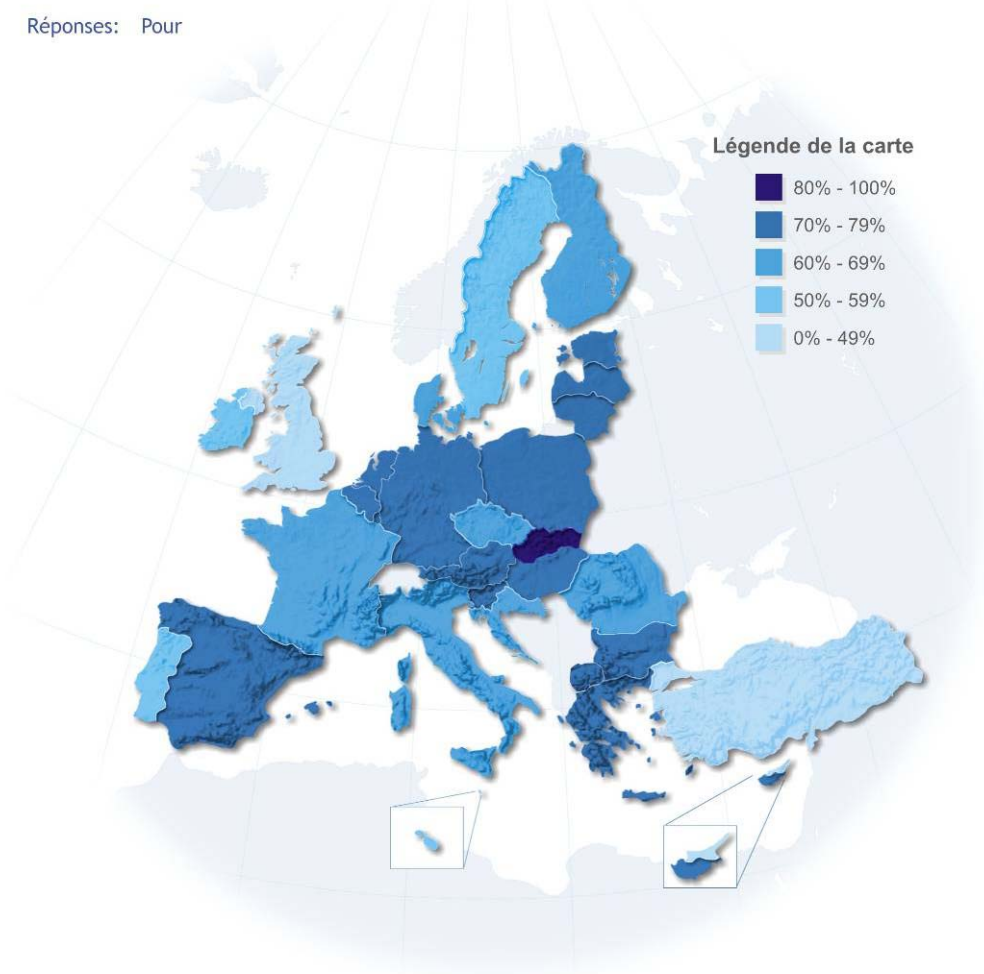 Réponses: Pour
Légende de la carte
80% - 100%
70% - 79%
60% - 69%
50% - 59%
0% - 49%